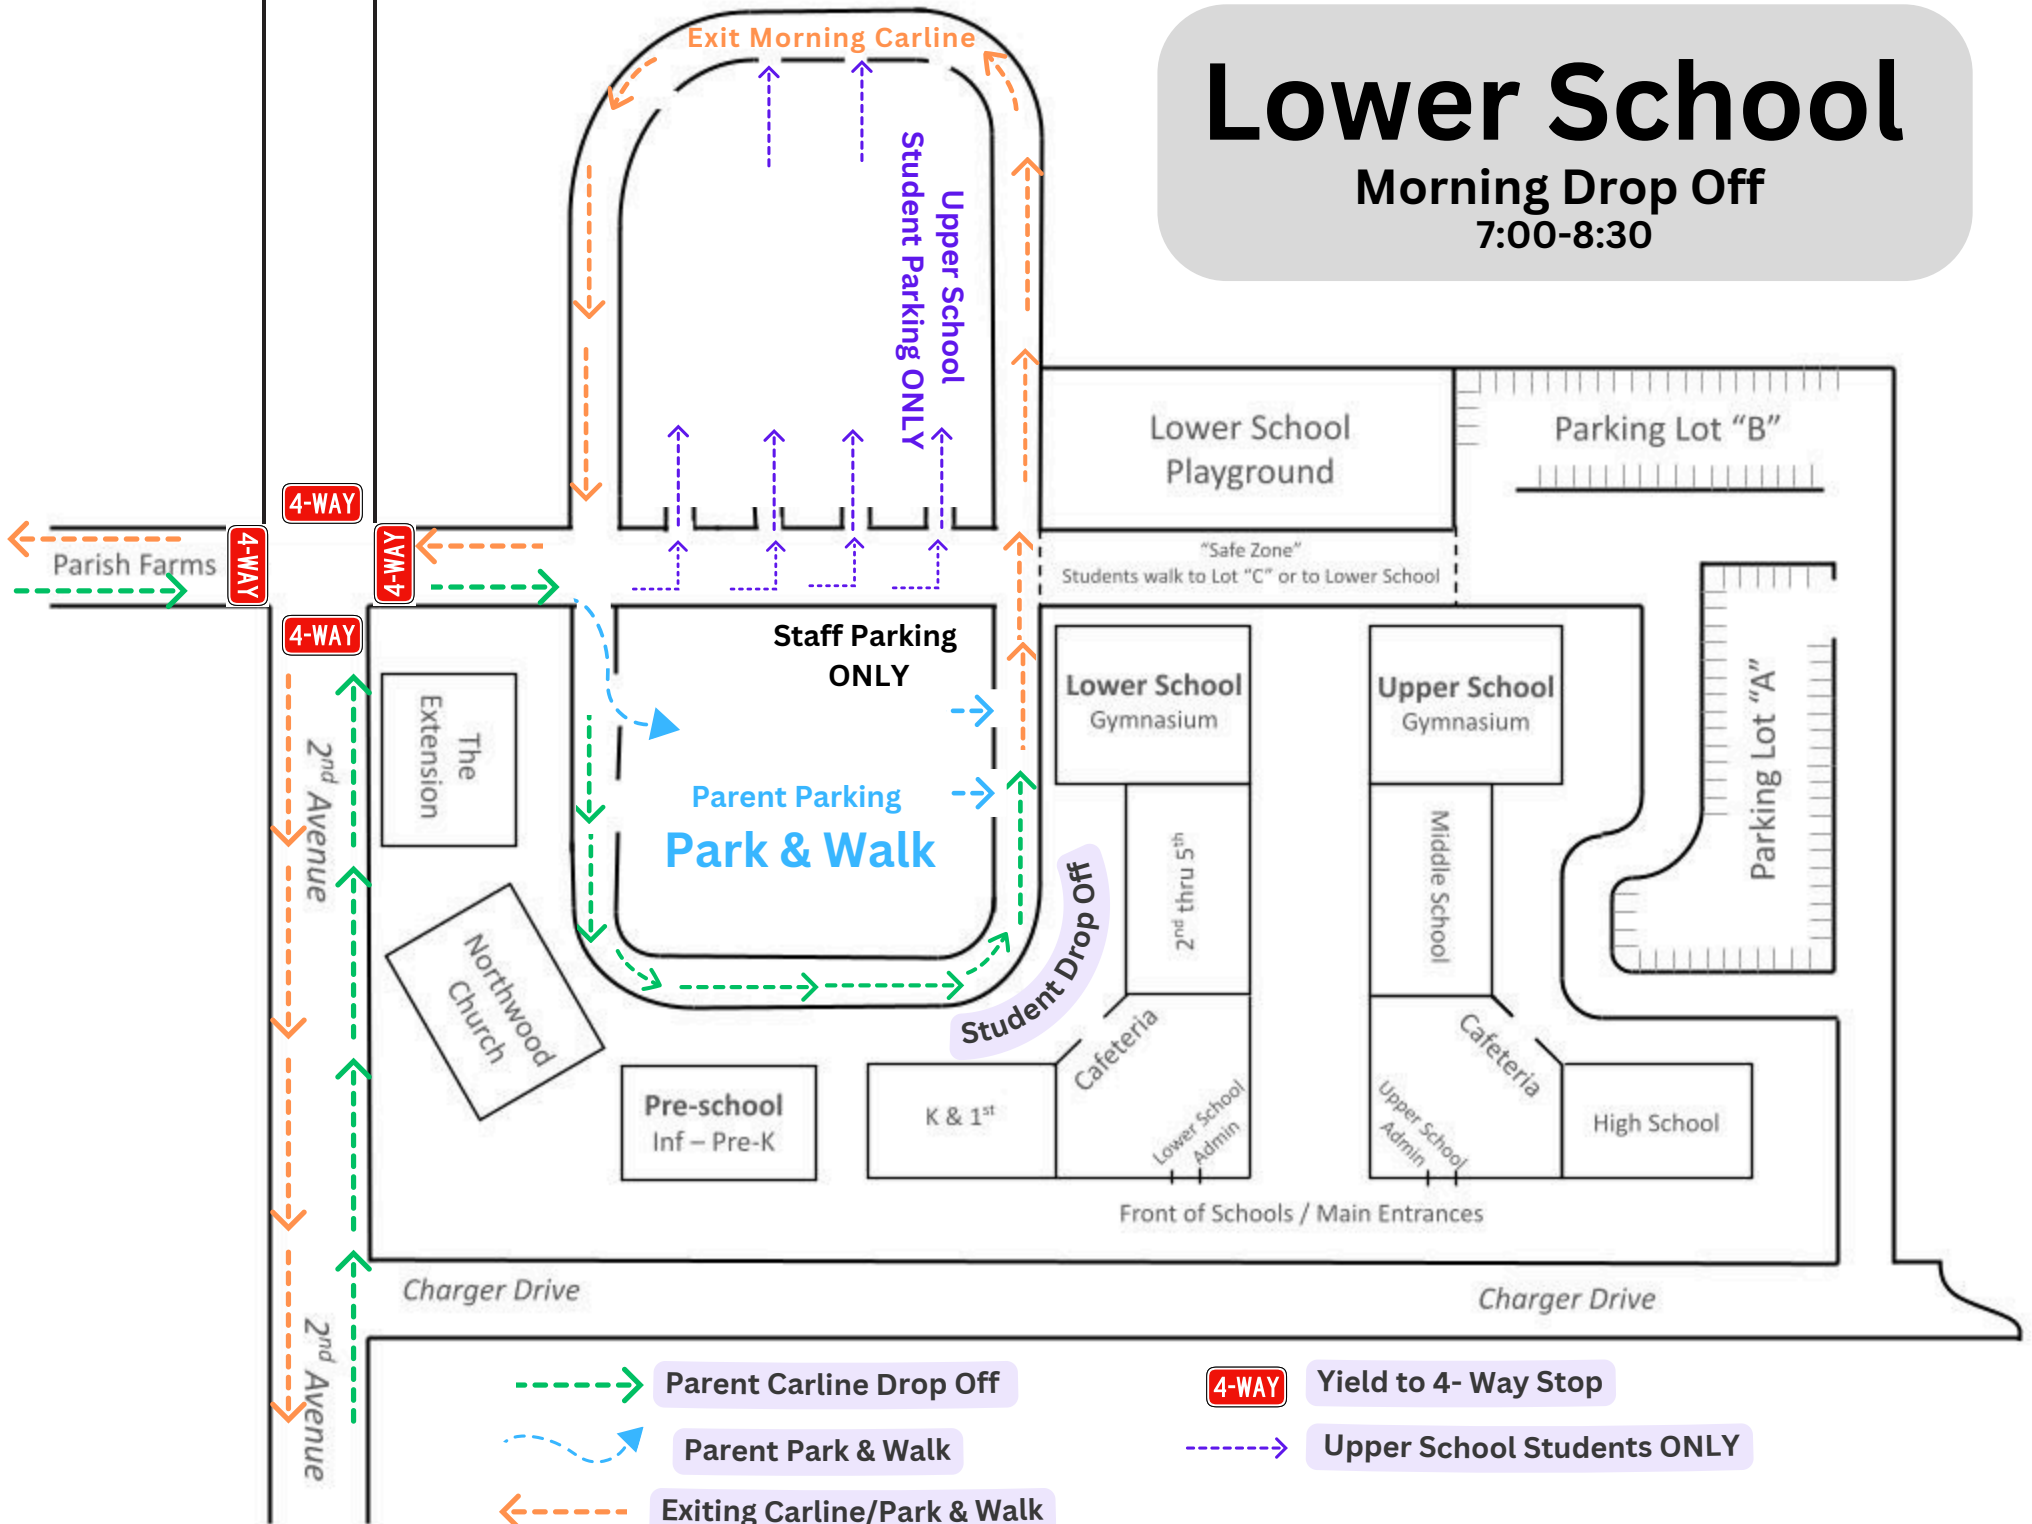 Exit Morning Carline
Lower School
Morning Drop Off
7:00-8:30
Upper School
Student Parking ONLY
Lower School
Playground
Parking Lot “B”
4-WAY
4-WAY
4-WAY
4-WAY
Parish Farms
“Safe Zone”
Students walk to Lot “C” or to Lower School
Staff Parking
ONLY
Lower School
Gymnasium
Upper School
Gymnasium
Parking Lot “A”
The
Extension
2nd Avenue
Parent Parking
Park & Walk
2nd thru 5th
Middle School
Student Drop Off
Northwood
Church
Cafeteria
Cafeteria
Pre-school
Inf – Pre-K
K & 1st
Lower School
Admin
Upper School
Admin
High School
Front of Schools / Main Entrances
Charger Drive
Charger Drive
2nd Avenue
Parent Carline Drop Off
4-WAY
Yield to 4- Way Stop
Parent Park & Walk
Upper School Students ONLY
Exiting Carline/Park & Walk